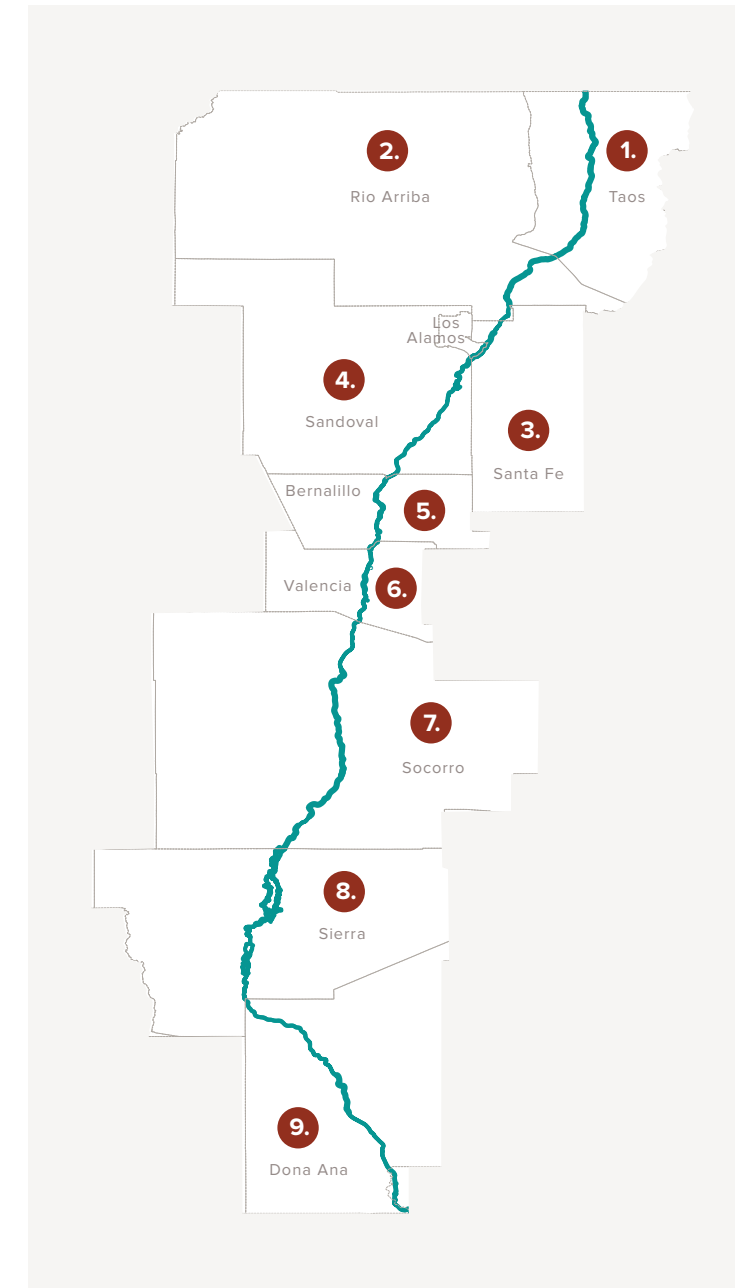 1.
Taos
2.
Rio Arriba
Los
Alamos
3.
Santa Fe
4.
Sandoval
Bernalillo
5.
Valencia
6.
7.
Socorro
8.
Sierra
9.
Dona Ana